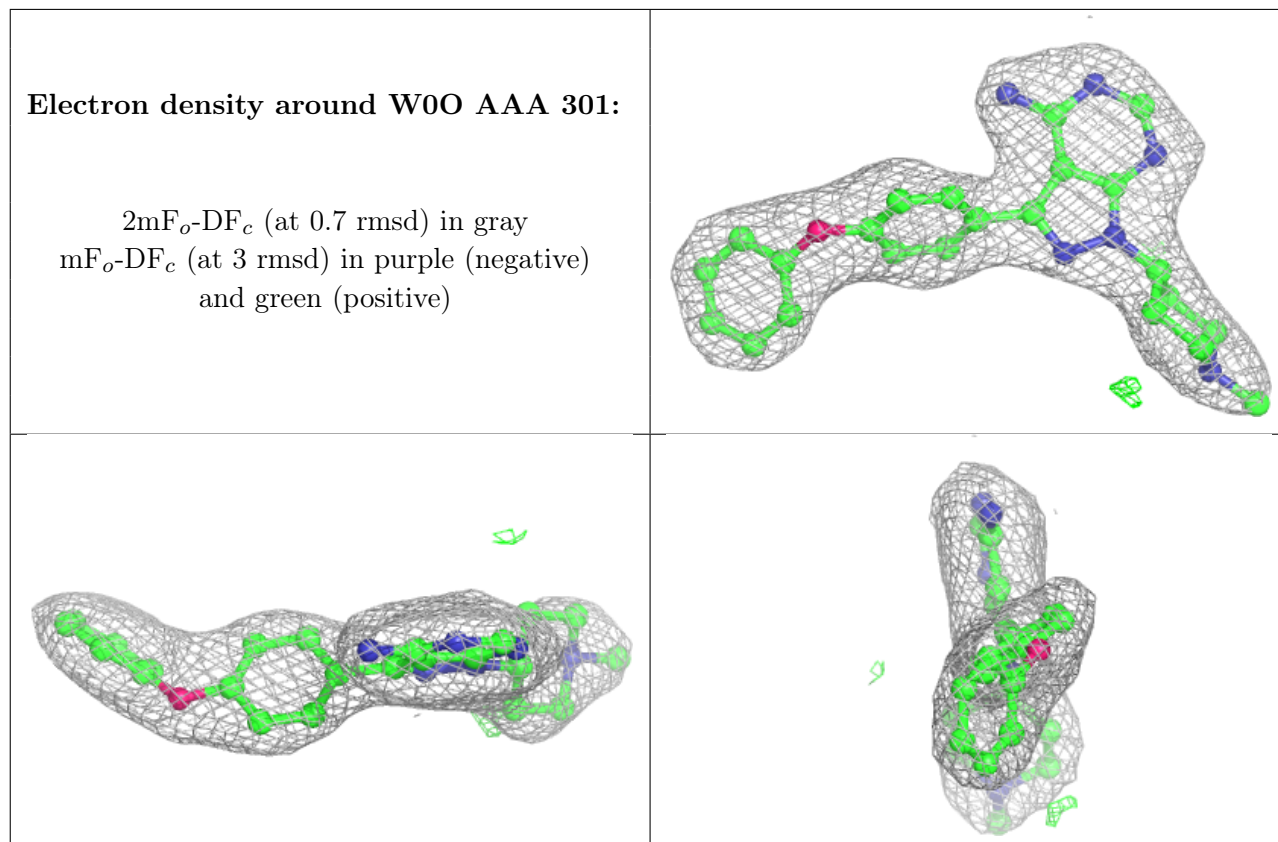 Electron density around W0O AAA 301:
2mFo-DFc (at 0.7 rmsd) in gray
mFo-DFc (at 3 rmsd) in purple (negative)
and green (positive)